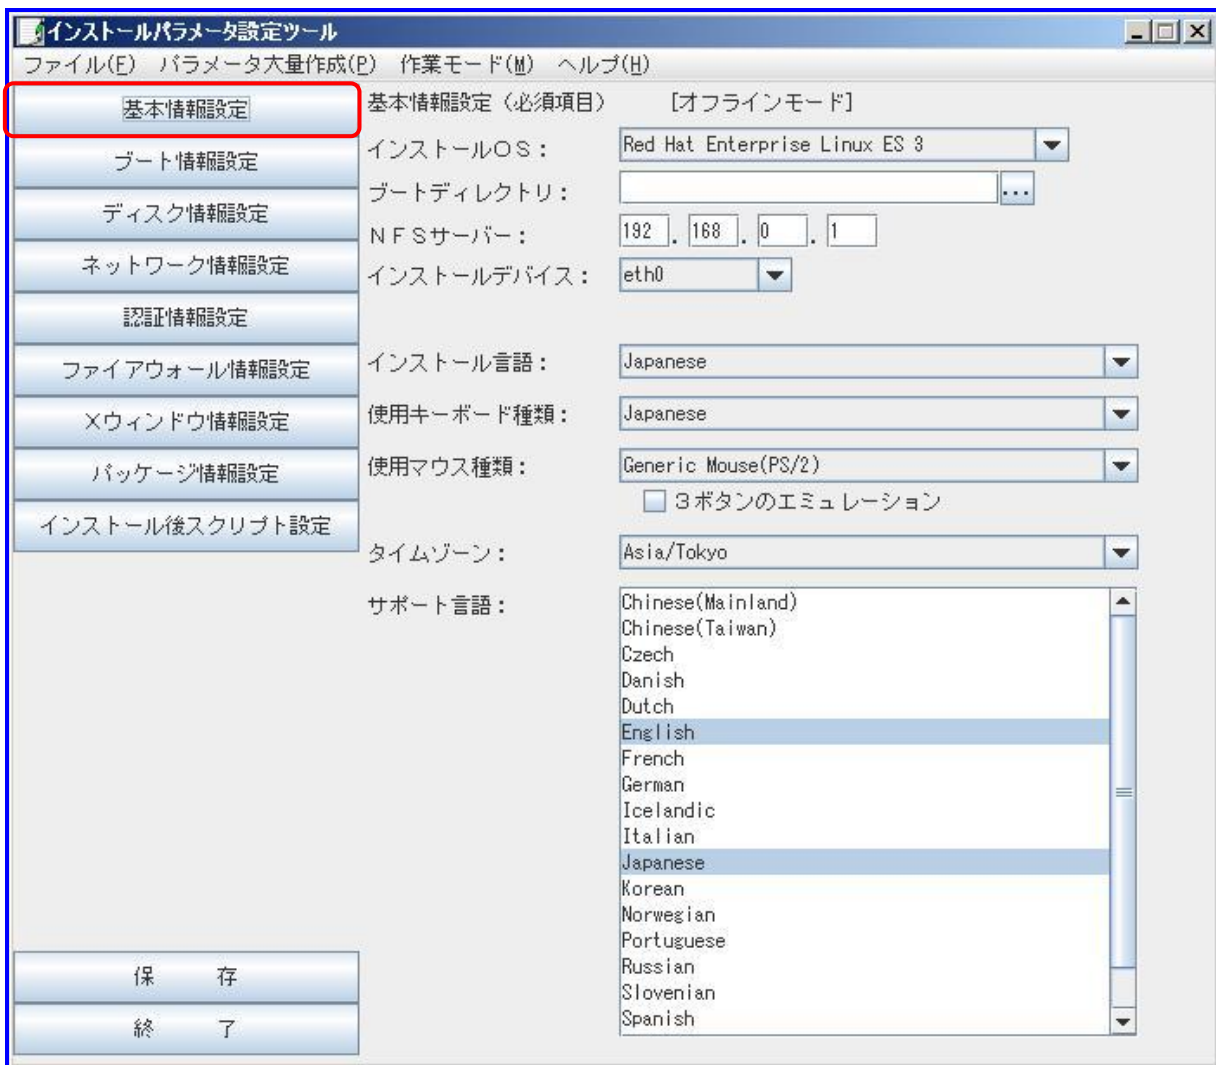 インストールパラメータ設定ツール
ファイル(F) パラメータ大量作成(P) 作業モード(M) ヘルプ(H)
基本情報設定
ブート情報設定
ディスク情報設定
ネットワーク情報設定
認証情報設定
ファイアウォール情報設定
Xウィンドウ情報設定
パッケージ情報設定
インストール後スクリプト設定
保 存
終 了
基本情報設定（必須項目） [オフラインモード]
インストールＯＳ： Red Hat Enterprise Linux ES 3
ブートディレクトリ： ...
ＮＦＳサーバー： 192 . 168 . 0 . 1
インストールデバイス： eth0
インストール言語： Japanese
使用キーボード種類： Japanese
使用マウス種類： Generic Mouse(PS/2)
３ボタンのエミュレーション
タイムゾーン： Asia/Tokyo
サポート言語： Chinese(Mainland)
Chinese(Taiwan)
Czech
Danish
Dutch
English
French
German
Icelandic
Italian
Japanese
Korean
Norwegian
Portuguese
Russian
Slovenian
Spanish